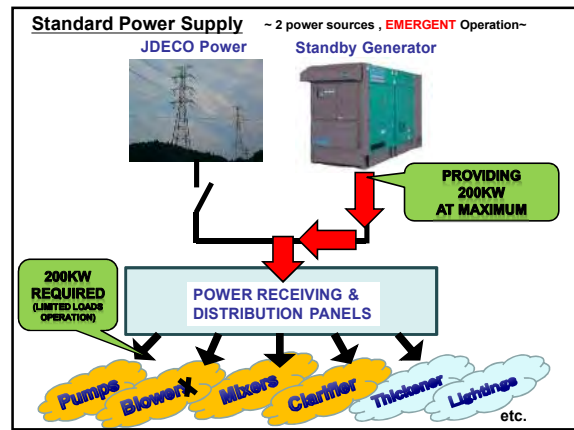 Standard Power Supply ~ 2 power sources , EMERGENT Operation~
JDECO Power
Standby Generator
PROVIDING
200KW
AT MAXIMUM
200KW
REQUIRED
(LIMITED LOADS
OPERATION)
POWER RECEIVING &
DISTRIBUTION PANELS
Pumps
Blowers
Mixers
Clarifier
Thickener
Lightings
etc.